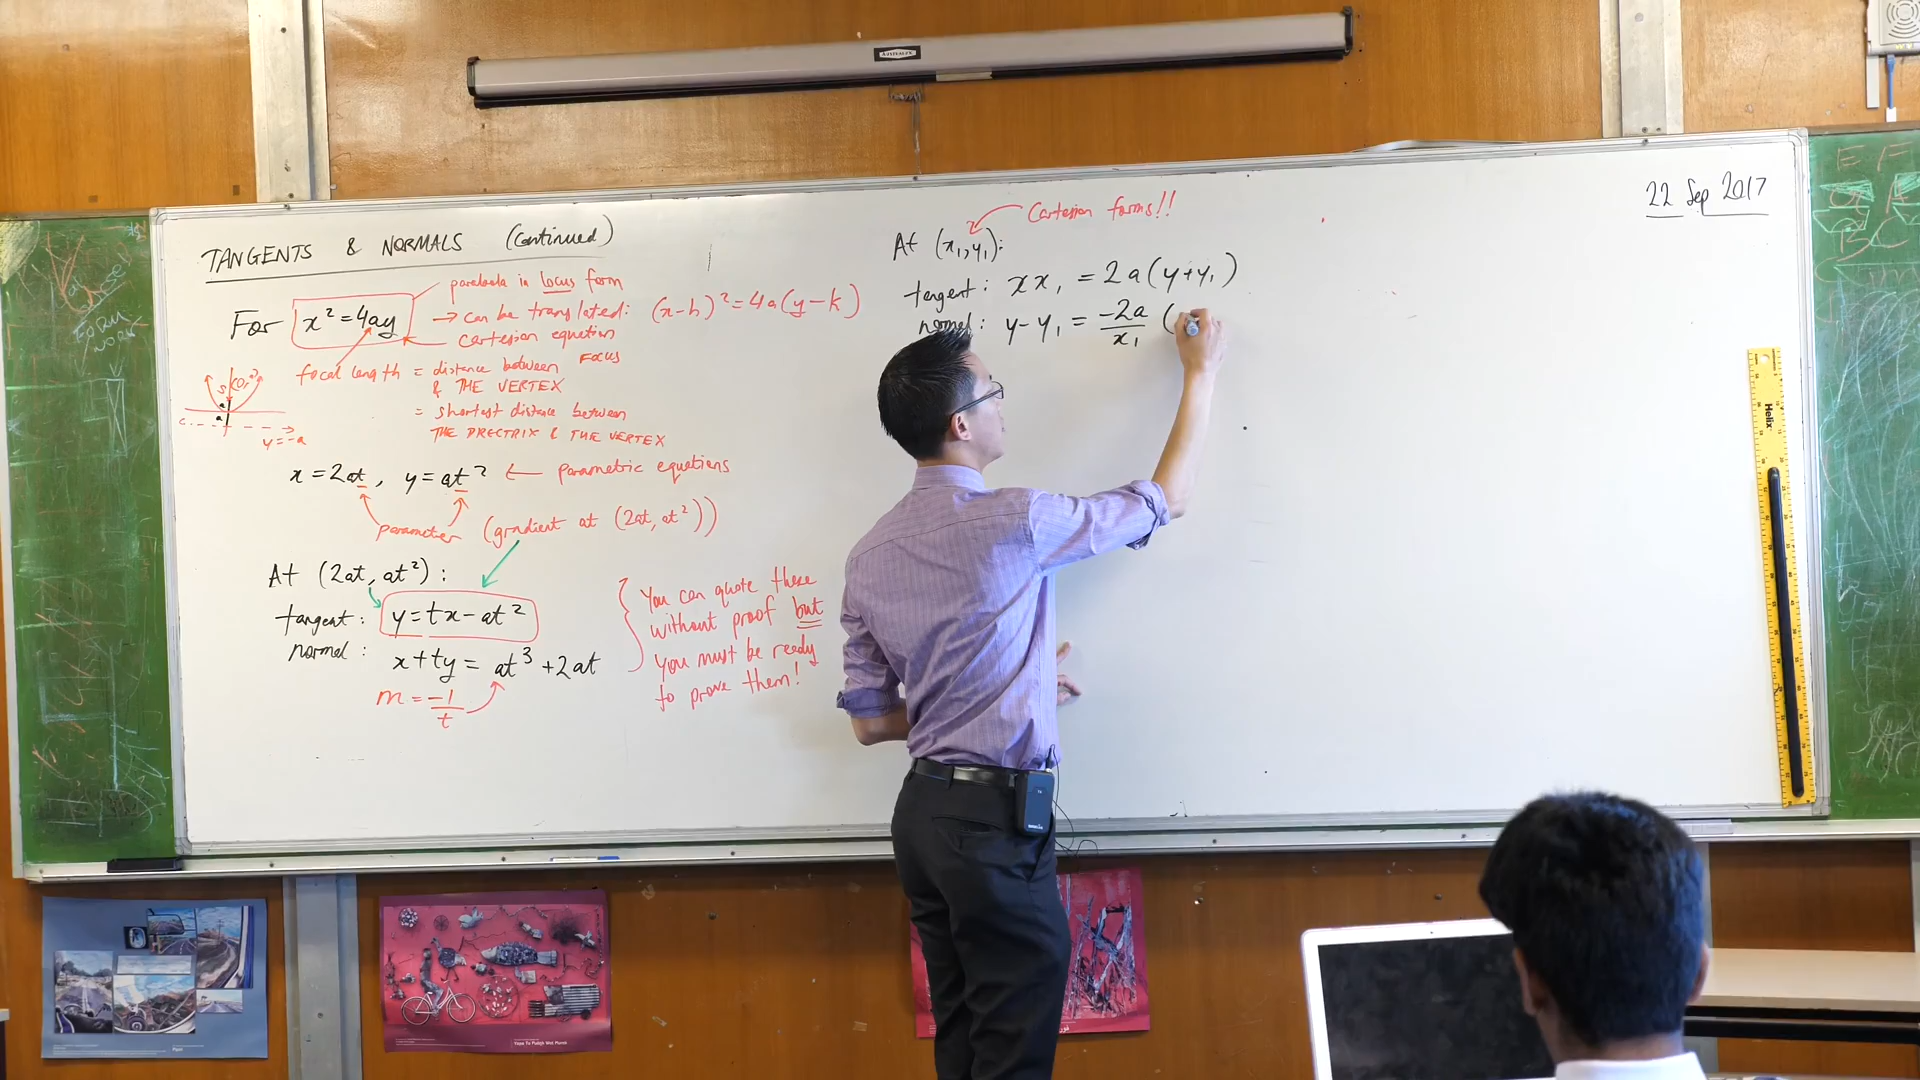 22 Sep 2017
TANGENTS & NORMALS (Continued)
For x² = 4ay
parabola in locus form
→ can be translated: (x-h)² = 4a(y-k)
cartesian equation
focal length = distance between FOCUS
& THE VERTEX
= shortest distance between
THE DIRECTRIX & THE VERTEX
S
a
a
y=-a
x = 2at, y = at² ← parametric equations
parameter
(gradient at (2at, at²))
At (2at, at²):
tangent: y = tx - at²
normal: x + ty = at³ + 2at
m = -1/t
You can quote these
without proof but
you must be ready
to prove them!
Cartesian forms!!
At (x₁, y₁):
tangent: xx₁ = 2a(y+y₁)
normal: y - y₁ = -2a/x₁ (
Helix